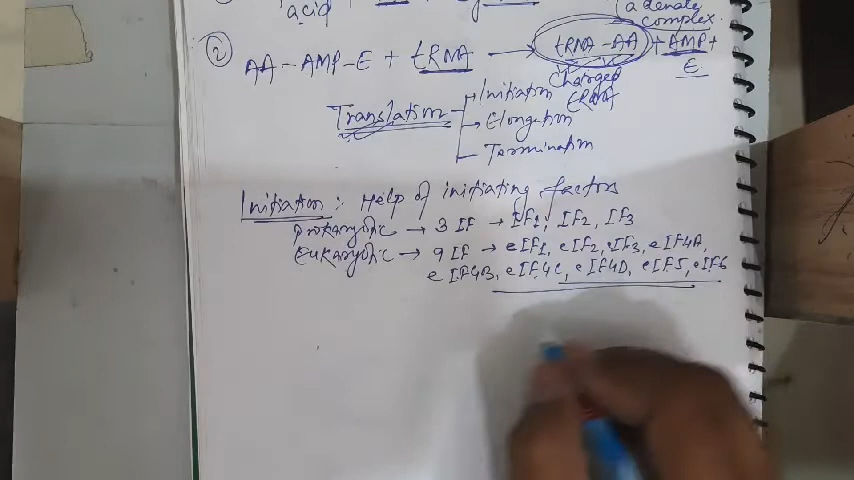 acid
adenate
complex.
② AA - AMP - E + tRNA → tRNA - AA + AMP + E
Charged
tRNA
Translation
Initiation
→ Elongation
Termination
Initiation : Help of initiating factors
Prokaryotic → 3 IF → IF1, IF2, IF3
Eukaryotic → 9 IF → eIF1, eIF2, eIF3, eIF4A,
eIF4B, eIF4C, eIF4D, eIF5, eIF6